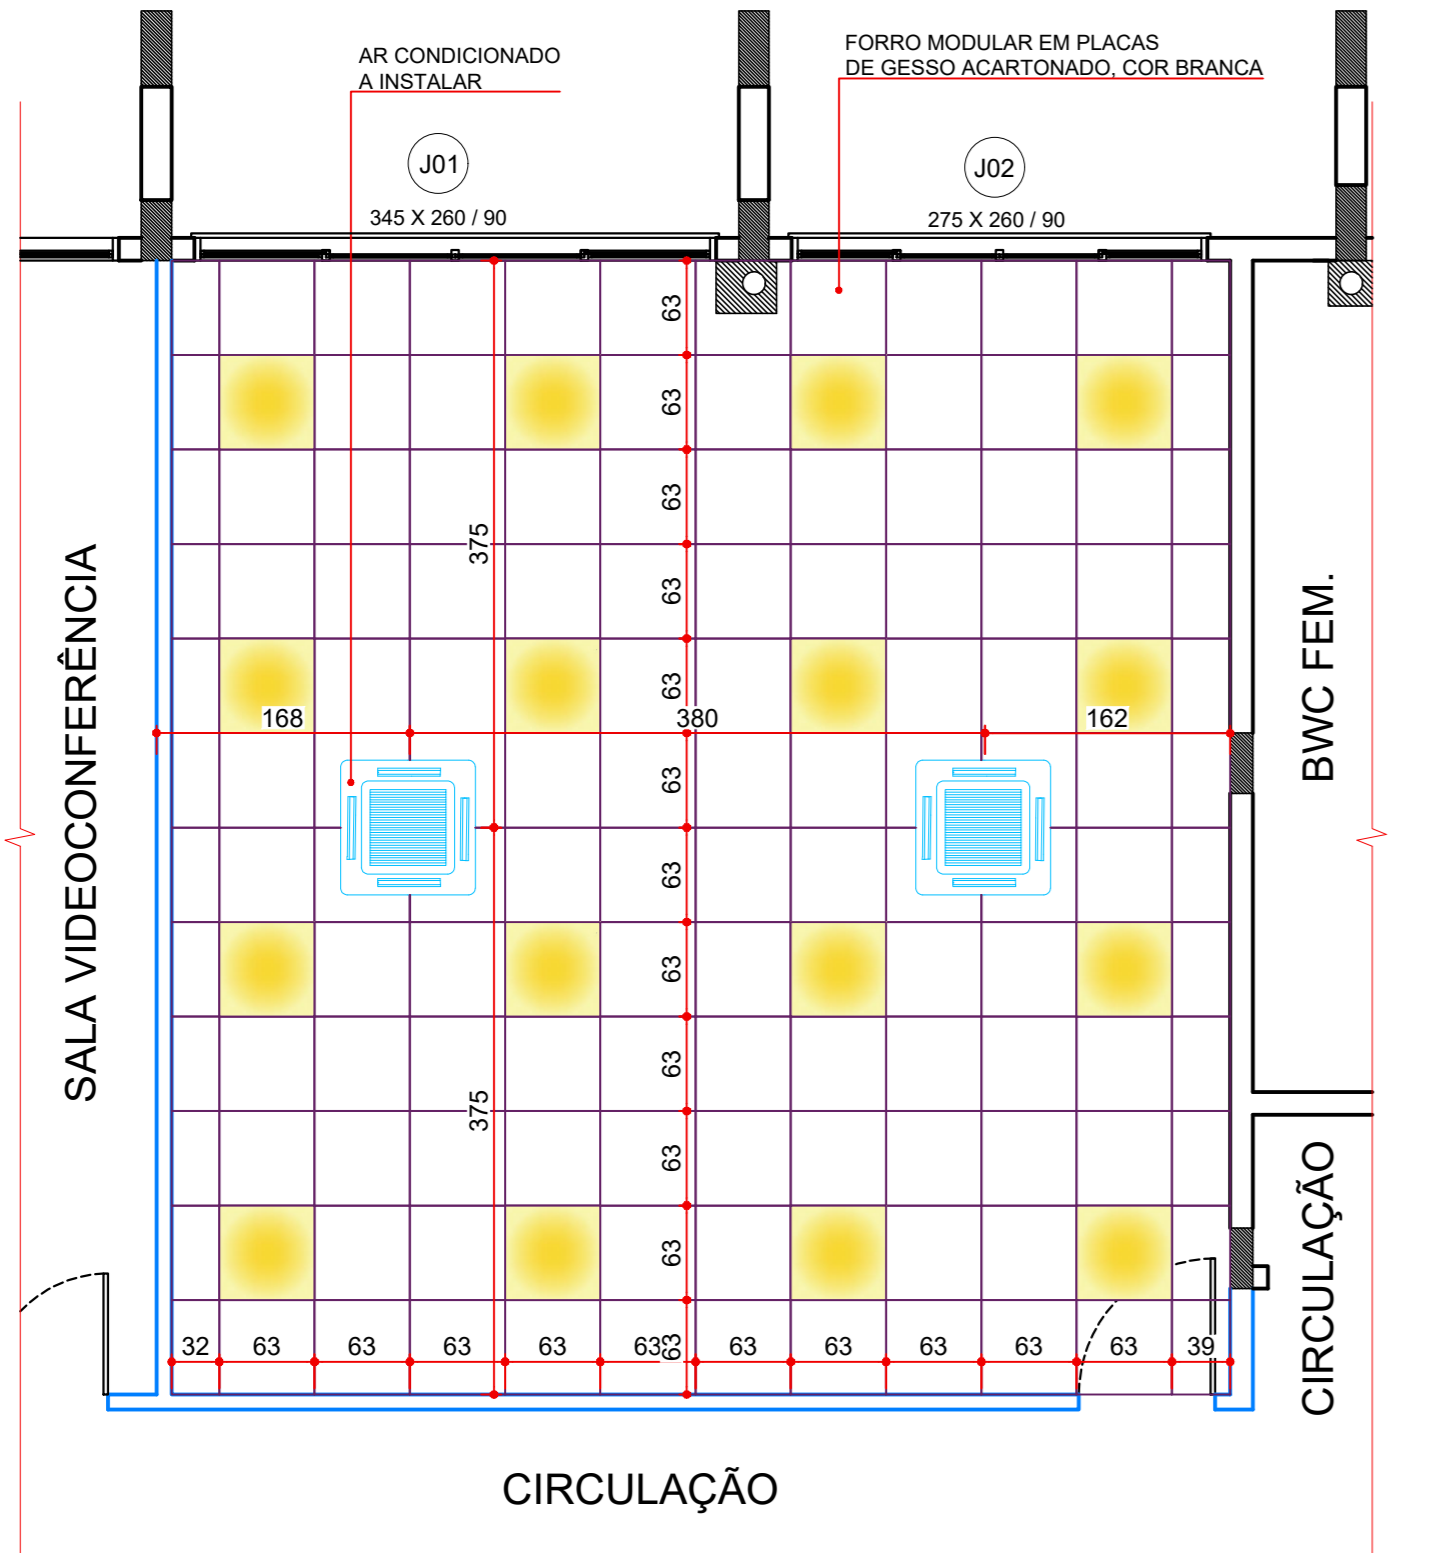 AR CONDICIONADO
A INSTALAR
FORRO MODULAR EM PLACAS
DE GESSO ACARTONADO, COR BRANCA
J01
345 X 260 / 90
J02
275 X 260 / 90
63
63
63
63
63
63
63
63
63
63
63
63
375
375
168
380
162
SALA VIDEOCONFERÊNCIA
BWC FEM.
CIRCULAÇÃO
32
63
63
63
63
63
63
63
63
63
63
39
CIRCULAÇÃO